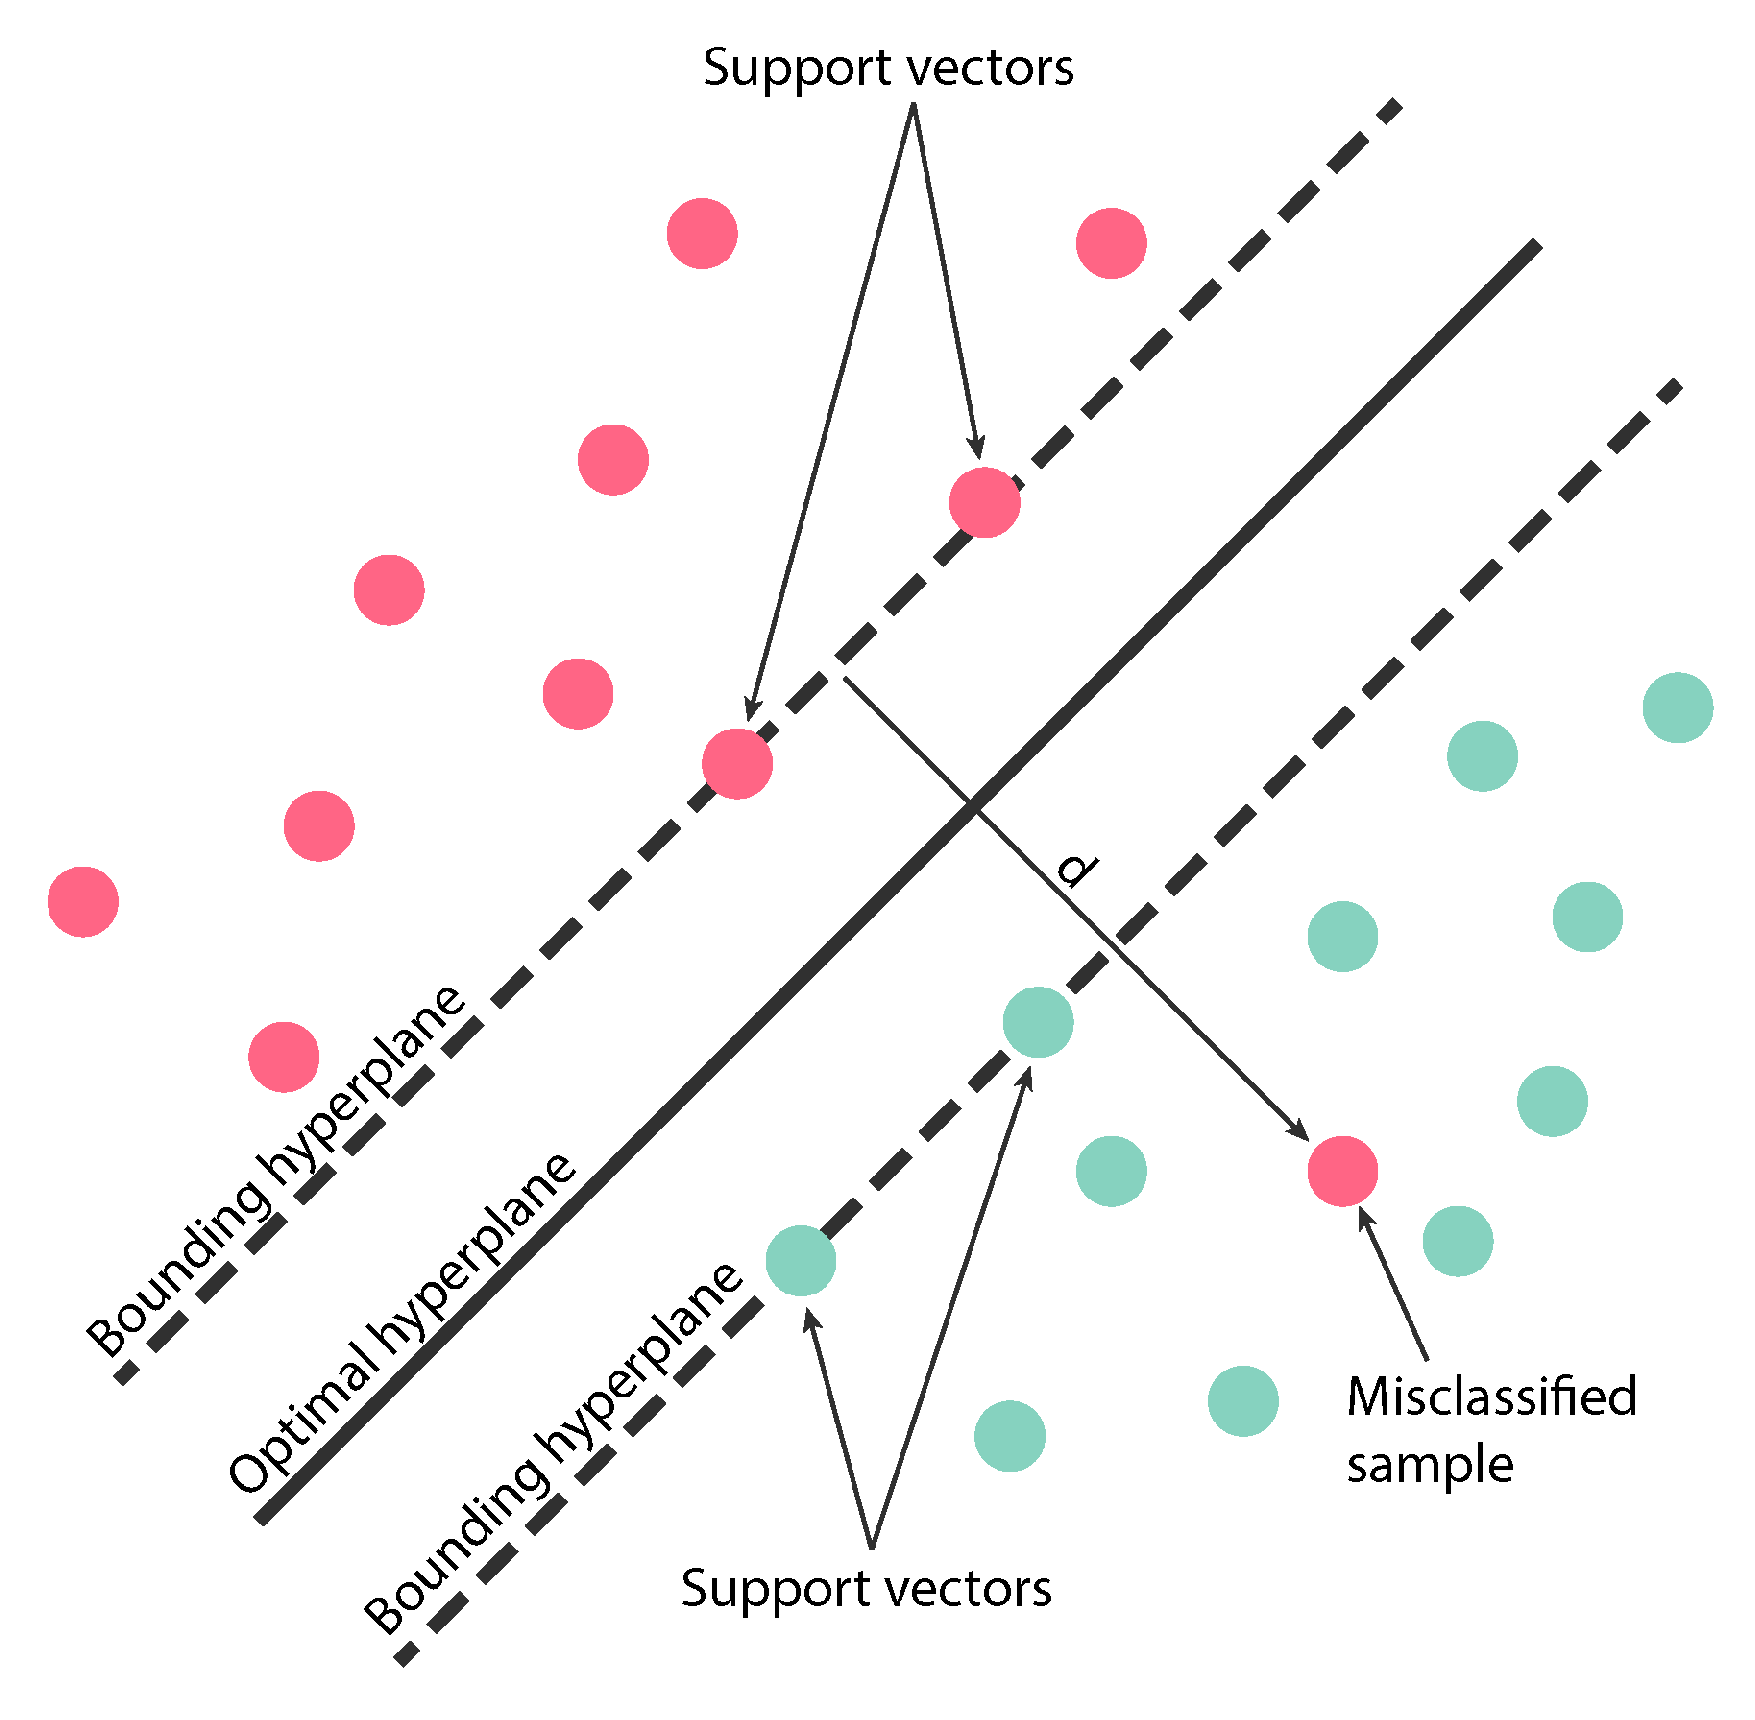 Support vectors
d
Bounding hyperplane
Optimal hyperplane
Bounding hyperplane
Misclassified
sample
Support vectors